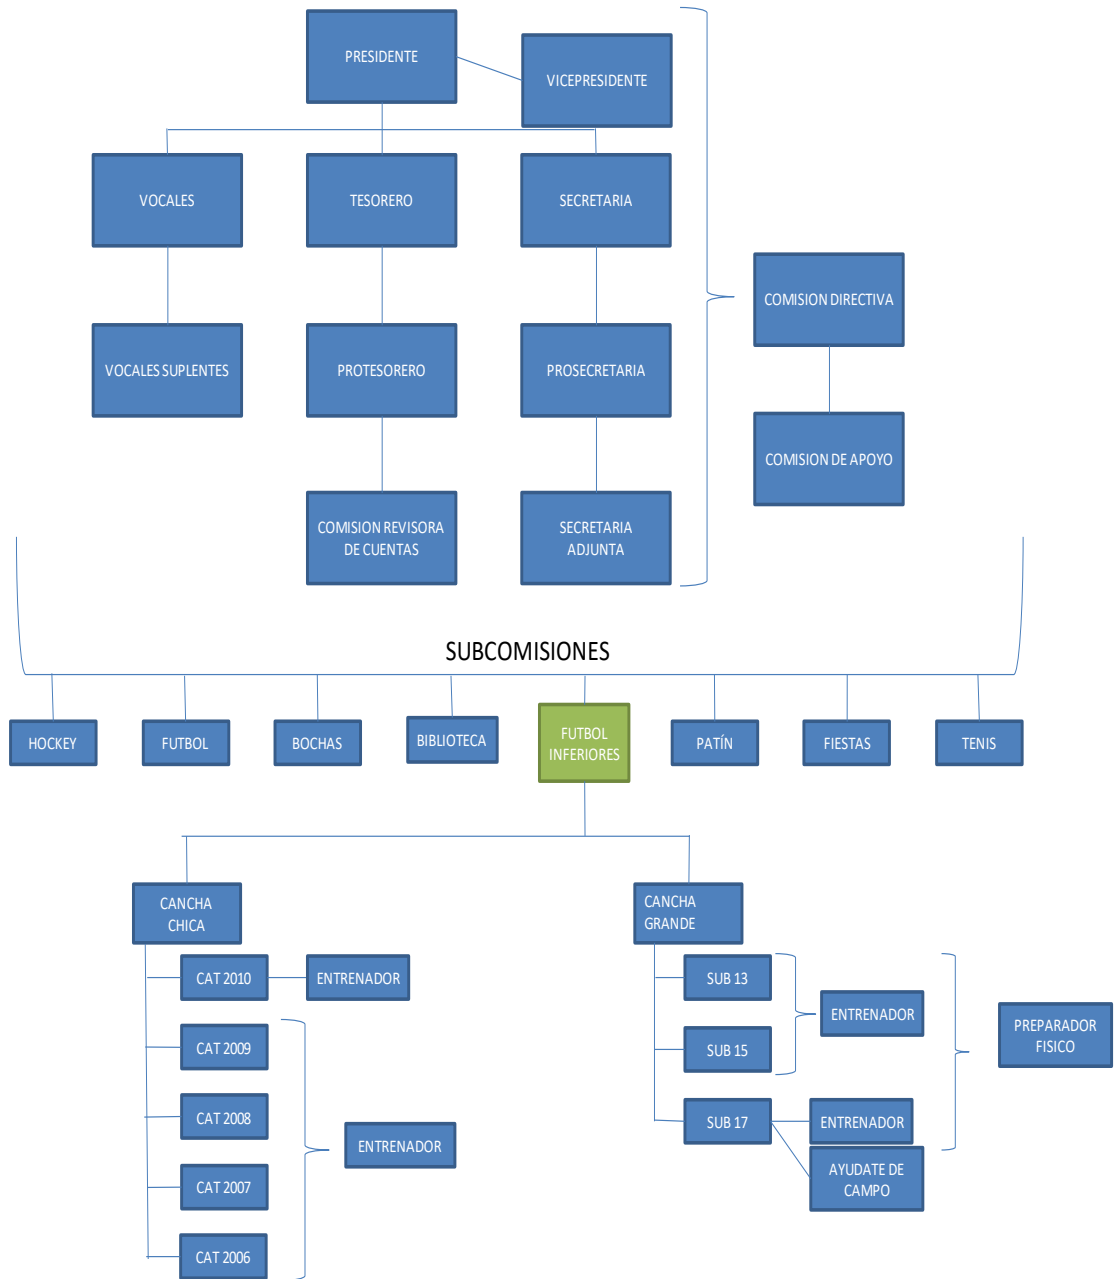 PRESIDENTE
VICEPRESIDENTE
VOCALES
TESORERO
SECRETARIA
COMISION DIRECTIVA
VOCALES SUPLENTES
PROTESORERO
PROSECRETARIA
COMISION DE APOYO
COMISION REVISORA
DE CUENTAS
SECRETARIA
ADJUNTA
SUBCOMISIONES
HOCKEY
FUTBOL
BOCHAS
BIBLIOTECA
FUTBOL
INFERIORES
PATÍN
FIESTAS
TENIS
CANCHA
CHICA
CAT 2010
ENTRENADOR
CAT 2009
CAT 2008
CAT 2007
CAT 2006
ENTRENADOR
CANCHA
GRANDE
SUB 13
SUB 15
ENTRENADOR
SUB 17
ENTRENADOR
AYUDATE DE
CAMPO
PREPARADOR
FISICO